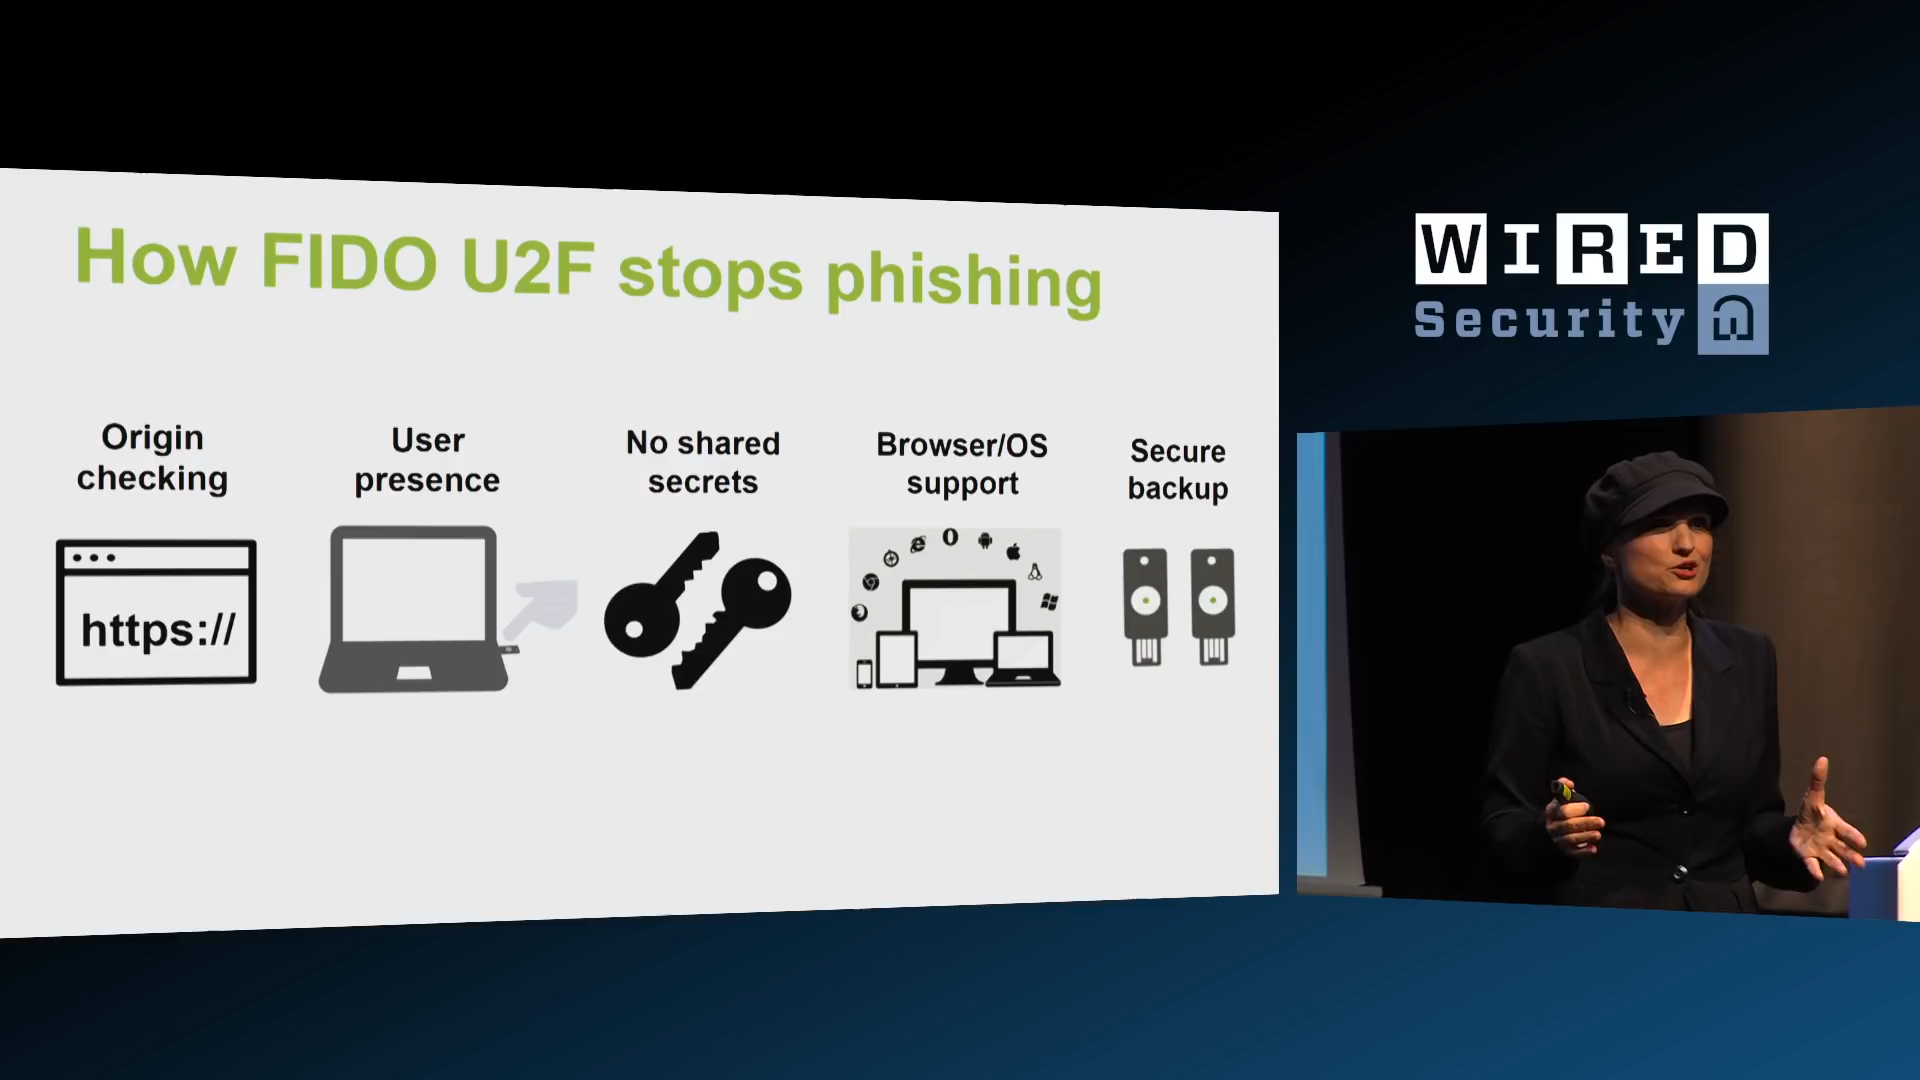 How FIDO U2F stops phishing
Origin
checking
User
presence
No shared
secrets
Browser/OS
support
Secure
backup
https://
WIRED
Security